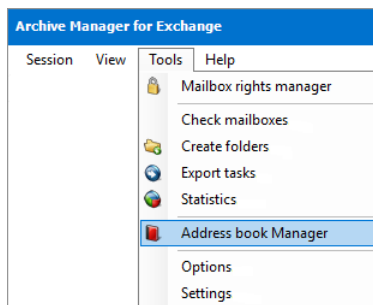 Archive Manager for Exchange
Session View Tools Help
Mailbox rights manager
Check mailboxes
Create folders
Export tasks
Statistics
Address book Manager
Options
Settings